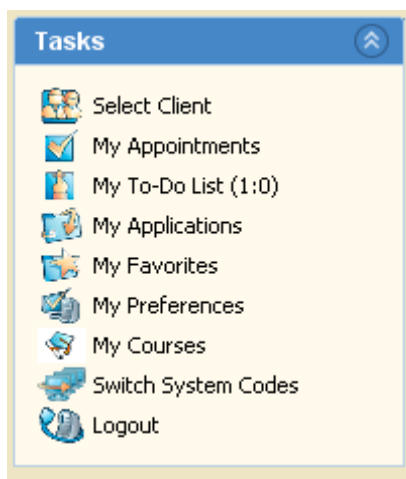 Tasks
Select Client
My Appointments
My To-Do List (1:0)
My Applications
My Favorites
My Preferences
My Courses
Switch System Codes
Logout